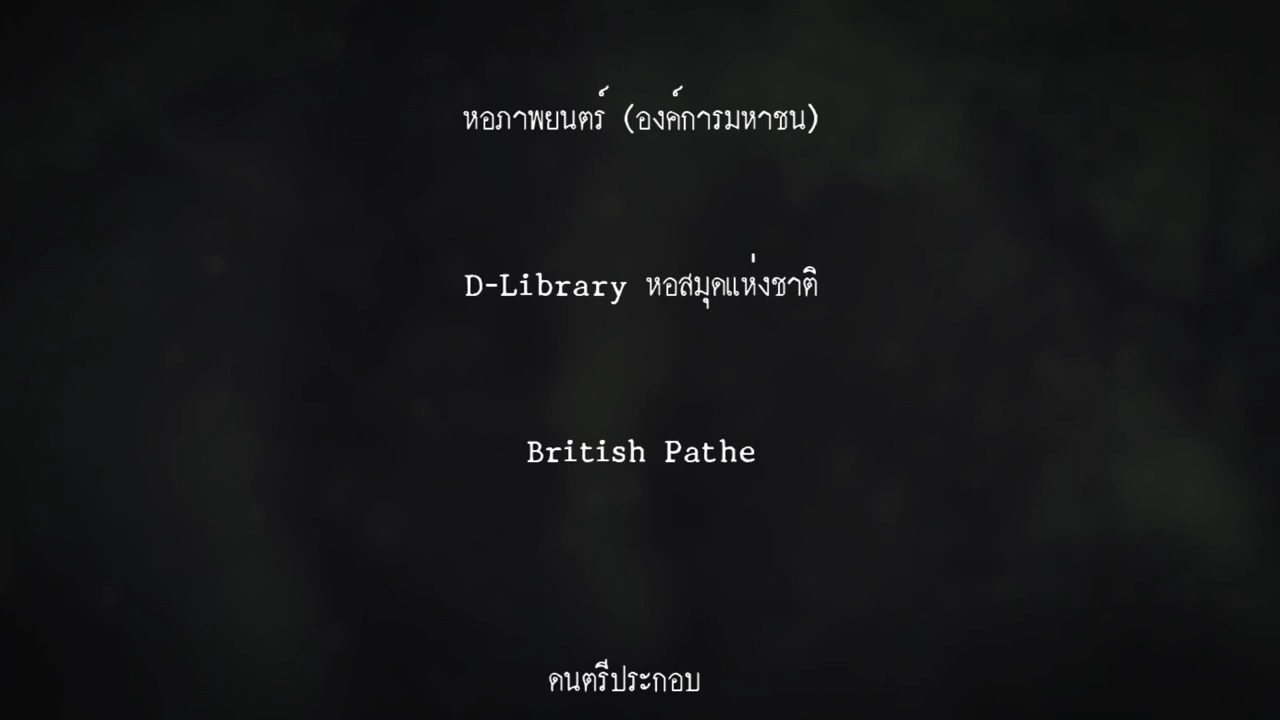 หอภาพยนตร์ (องค์การมหาชน)
D-Library หอสมุดแห่งชาติ
British Pathe
ดนตรีประกอบ